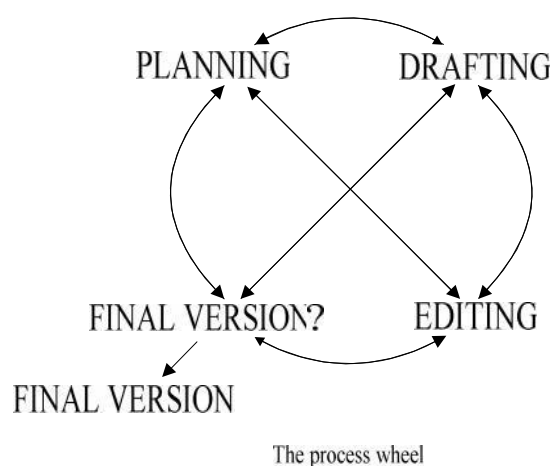 PLANNING DRAFTING
FINAL VERSION? EDITING
FINAL VERSION
The process wheel